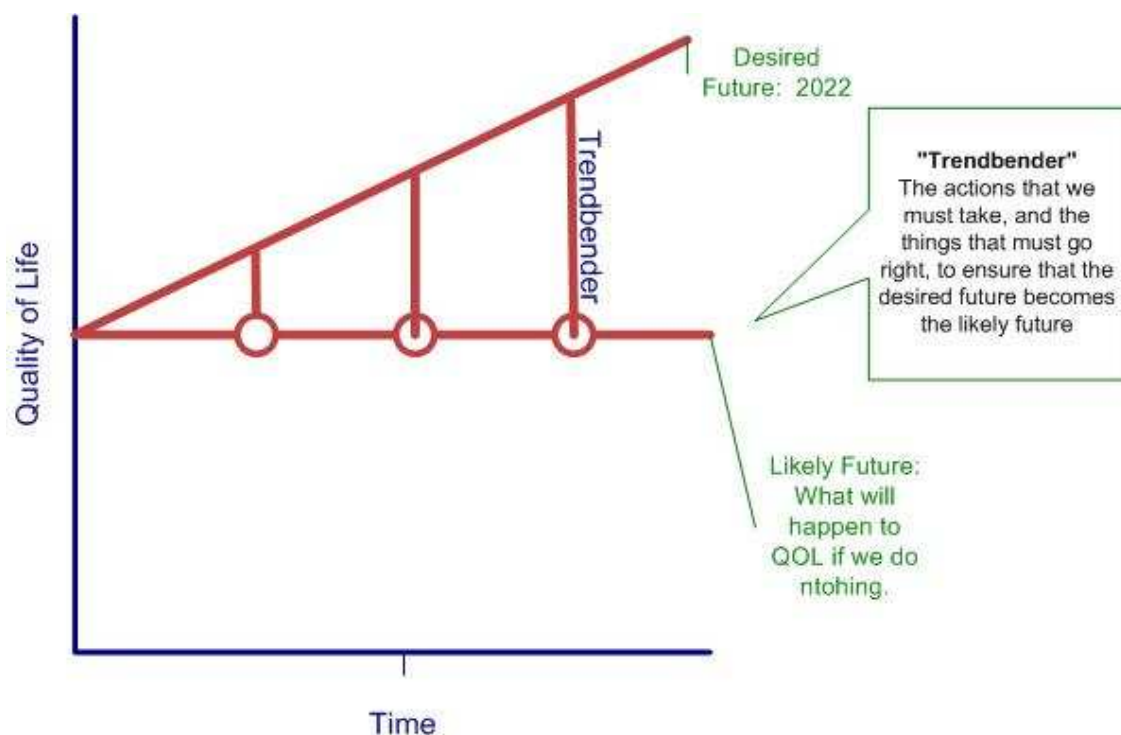 Desired
Future: 2022
"Trendbender"
The actions that we
must take, and the
things that must go
right, to ensure that the
desired future becomes
the likely future
Trendbender
Quality of Life
Likely Future:
What will
happen to
QOL if we do
ntohing.
Time